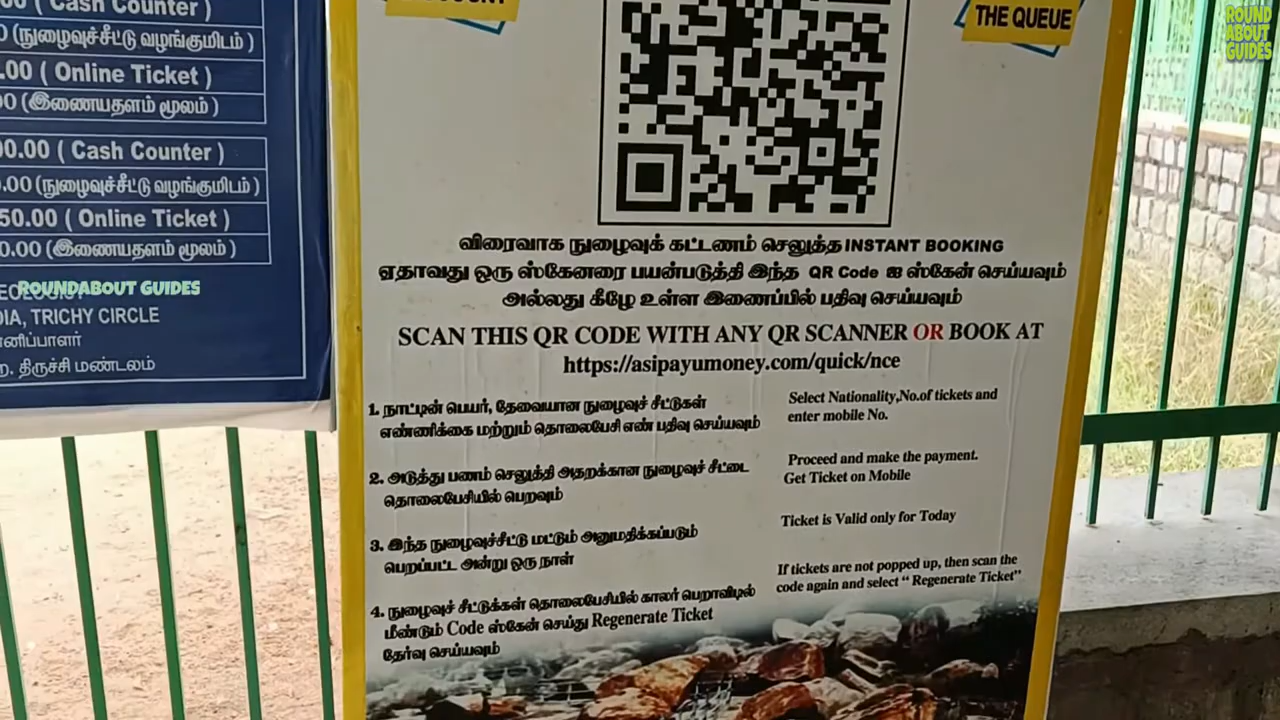 ( Cash Counter )
(நுழைவுச்சீட்டு வழங்குமிடம் )
.00 ( Online Ticket )
(இணையதளம் மூலம் )
00.00 ( Cash Counter )
.00 (நுழைவுச்சீட்டு வழங்குமிடம் )
50.00 ( Online Ticket )
0.00 (இணையதளம் மூலம் )
ROUNDABOUT GUIDES
DIA, TRICHY CIRCLE
திருச்சி மண்டலம்
THE QUEUE
ROUND
ABOUT
GUIDES
விரைவாக நுழைவுக் கட்டணம் செலுத்த INSTANT BOOKING
ஏதாவது ஒரு ஸ்கேனரை பயன்படுத்தி இந்த QR Code ஐ ஸ்கேன் செய்யவும்
அல்லது கீழே உள்ள இணைப்பில் பதிவு செய்யவும்
SCAN THIS QR CODE WITH ANY QR SCANNER OR BOOK AT
https://asipayumoney.com/quick/nce
1. நாட்டின் பெயர், தேவையான நுழைவுச் சீட்டுகள்
எண்ணிக்கை மற்றும் தொலைபேசி எண் பதிவு செய்யவும்
Select Nationality,No.of tickets and
enter mobile No.
2. அடுத்து பணம் செலுத்தி அதறக்கான நுழைவுச் சீட்டை
தொலைபேசியில் பெறவும்
Proceed and make the payment.
Get Ticket on Mobile
3. இந்த நுழைவுச்சீட்டு மட்டும் அனுமதிக்கப்படும்
பெறப்பட்ட அன்று ஒரு நாள்
Ticket is Valid only for Today
4. நுழைவுச் சீட்டுக்கள் தொலைபேசியில் காலர் பெறாவிடில்
மீண்டும் Code ஸ்கேன் செய்து Regenerate Ticket
தேர்வு செய்யவும்
If tickets are not popped up, then scan the
code again and select “ Regenerate Ticket”